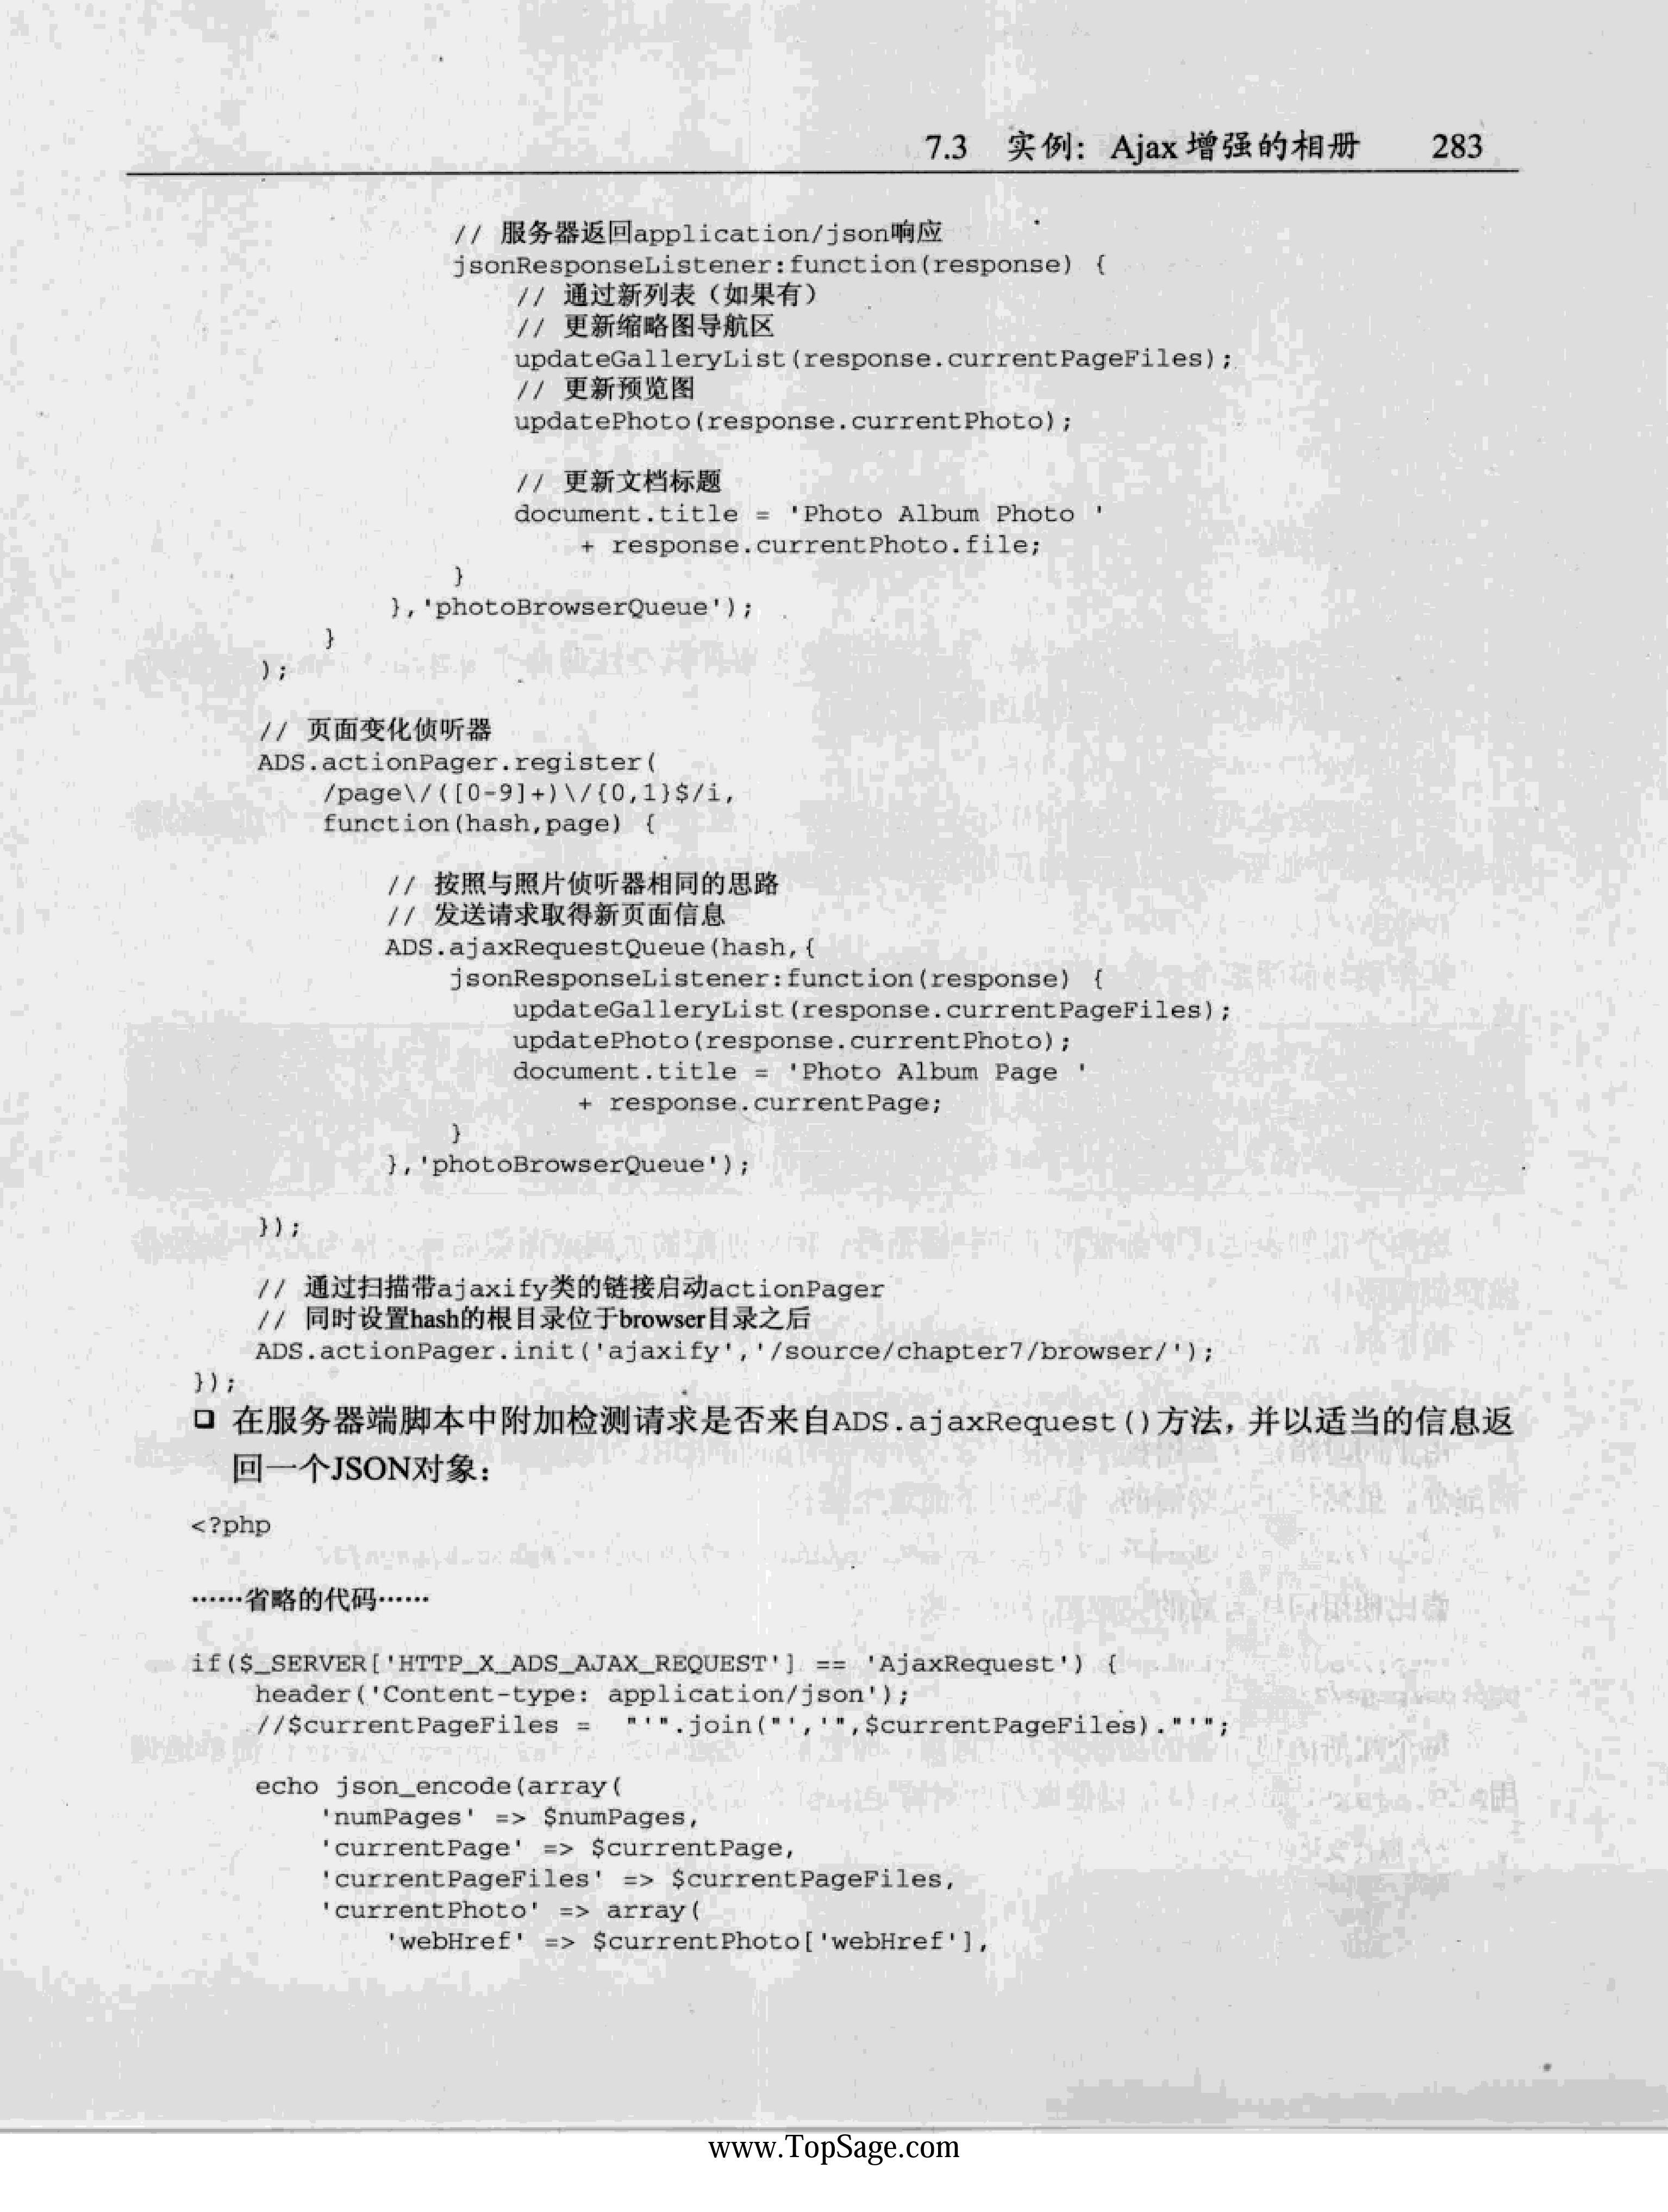 7.3 实例：Ajax 增强的相册 283
// 服务器返回application/json响应
jsonResponseListener:function(response) {
// 通过新列表（如果有）
// 更新缩略图导航区
updateGalleryList(response.currentPageFiles);
// 更新预览图
updatePhoto(response.currentPhoto);
// 更新文档标题
document.title = 'Photo Album Photo '
+ response.currentPhoto.file;
}
},'photoBrowserQueue');
}
);
// 页面变化侦听器
ADS.actionPager.register(
/page\/([0-9]+)\/{0,1}$/i,
function(hash,page) {
// 按照与照片侦听器相同的思路
// 发送请求取得新页面信息
ADS.ajaxRequestQueue(hash,{
jsonResponseListener:function(response) {
updateGalleryList(response.currentPageFiles);
updatePhoto(response.currentPhoto);
document.title = 'Photo Album Page '
+ response.currentPage;
}
},'photoBrowserQueue');
});
// 通过扫描带ajaxify类的链接启动actionPager
// 同时设置hash的根目录位于browser目录之后
ADS.actionPager.init('ajaxify','/source/chapter7/browser/');
});
❑ 在服务器端脚本中附加检测请求是否来自ADS.ajaxRequest()方法，并以适当的信息返
回一个JSON对象：
<?php
……省略的代码……
if($_SERVER['HTTP_X_ADS_AJAX_REQUEST'] == 'AjaxRequest') {
header('Content-type: application/json');
//$currentPageFiles = "'".join("','",$currentPageFiles)."'";
echo json_encode(array(
'numPages' => $numPages,
'currentPage' => $currentPage,
'currentPageFiles' => $currentPageFiles,
'currentPhoto' => array(
'webHref' => $currentPhoto['webHref'],
www.TopSage.com